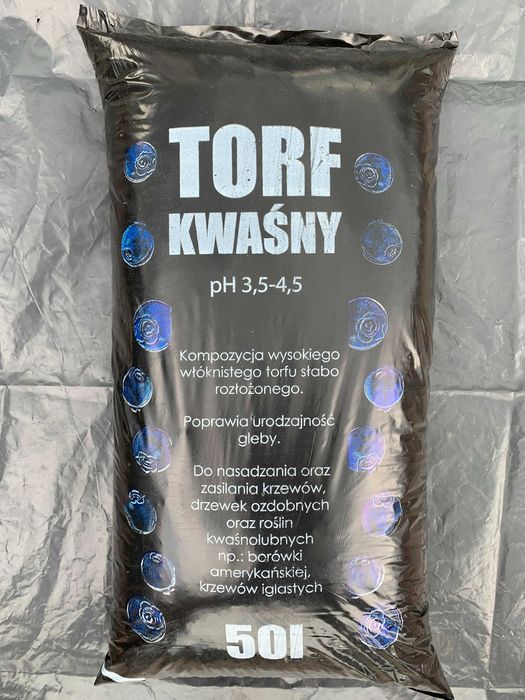 TORF
KWAŚNY
pH 3,5-4,5
Kompozycja wysokiego
włóknistego torfu słabo
rozłożonego.
Poprawia urodzajność
gleby.
Do nasadzania oraz
zasilania krzewów,
drzewek ozdobnych
oraz roślin
kwaśnolubnych
np.: borówki
amerykańskiej,
krzewów iglastych
50l